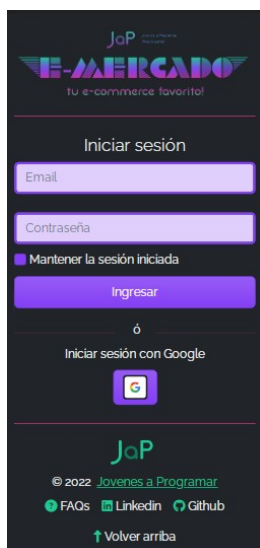 JaP
E-MERCADO
tu e-commerce favorito!
Iniciar sesión
Email
Contraseña
Mantener la sesión iniciada
Ingresar
ó
Iniciar sesión con Google
G
JaP
© 2022 Jovenes a Programar
? FAQs in Linkedin Github
Volver arriba